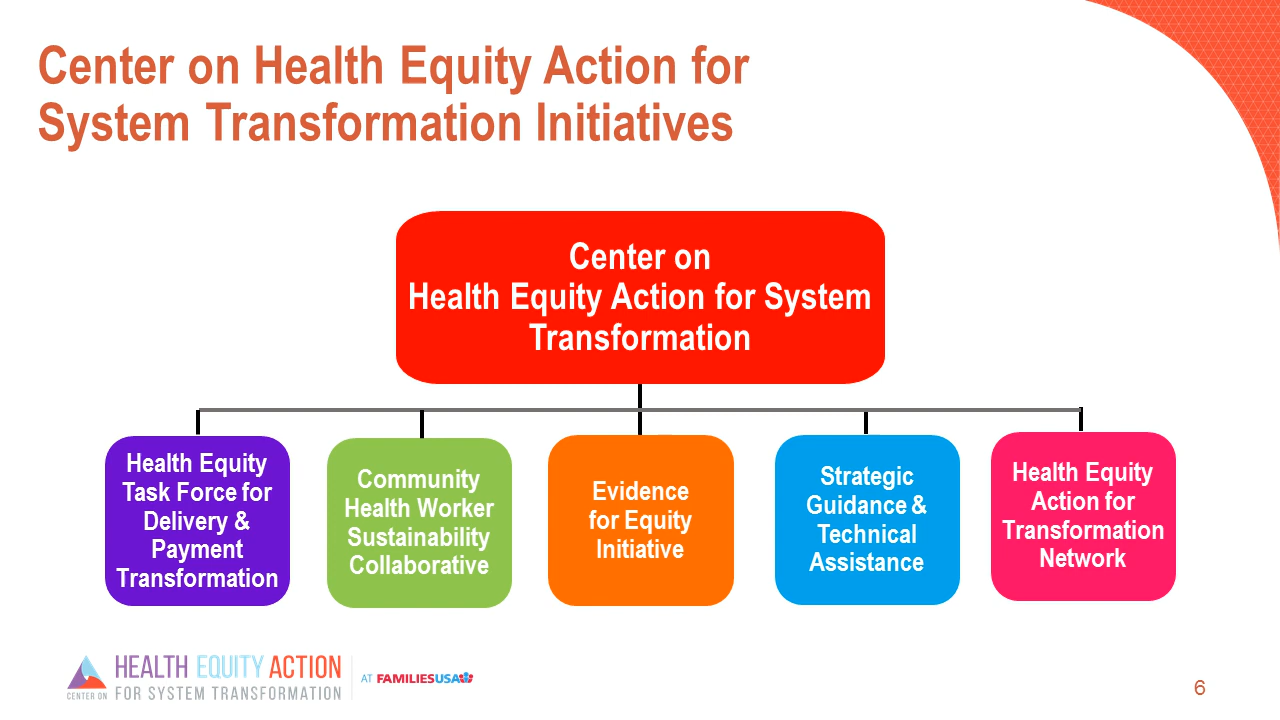 Center on Health Equity Action for
System Transformation Initiatives
Center on
Health Equity Action for System
Transformation
Health Equity
Task Force for
Delivery &
Payment
Transformation
Community
Health Worker
Sustainability
Collaborative
Evidence
for Equity
Initiative
Strategic
Guidance &
Technical
Assistance
Health Equity
Action for
Transformation
Network
HEALTH EQUITY ACTION
CENTER ON FOR SYSTEM TRANSFORMATION
AT FAMILIESUSA
6